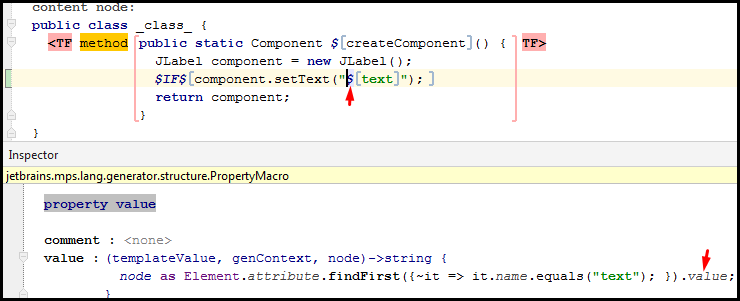 content node:
public class _class_ {
<TF method [public static Component $[createComponent]() { ] TF>
JLabel component = new JLabel();
$IF$[component.setText("$[text]"); ]
return component;
}
}
Inspector
jetbrains.mps.lang.generator.structure.PropertyMacro
property value
comment : <none>
value : (templateValue, genContext, node)->string {
node as Element.attribute.findFirst({~it => it.name.equals("text"); }).value;
}